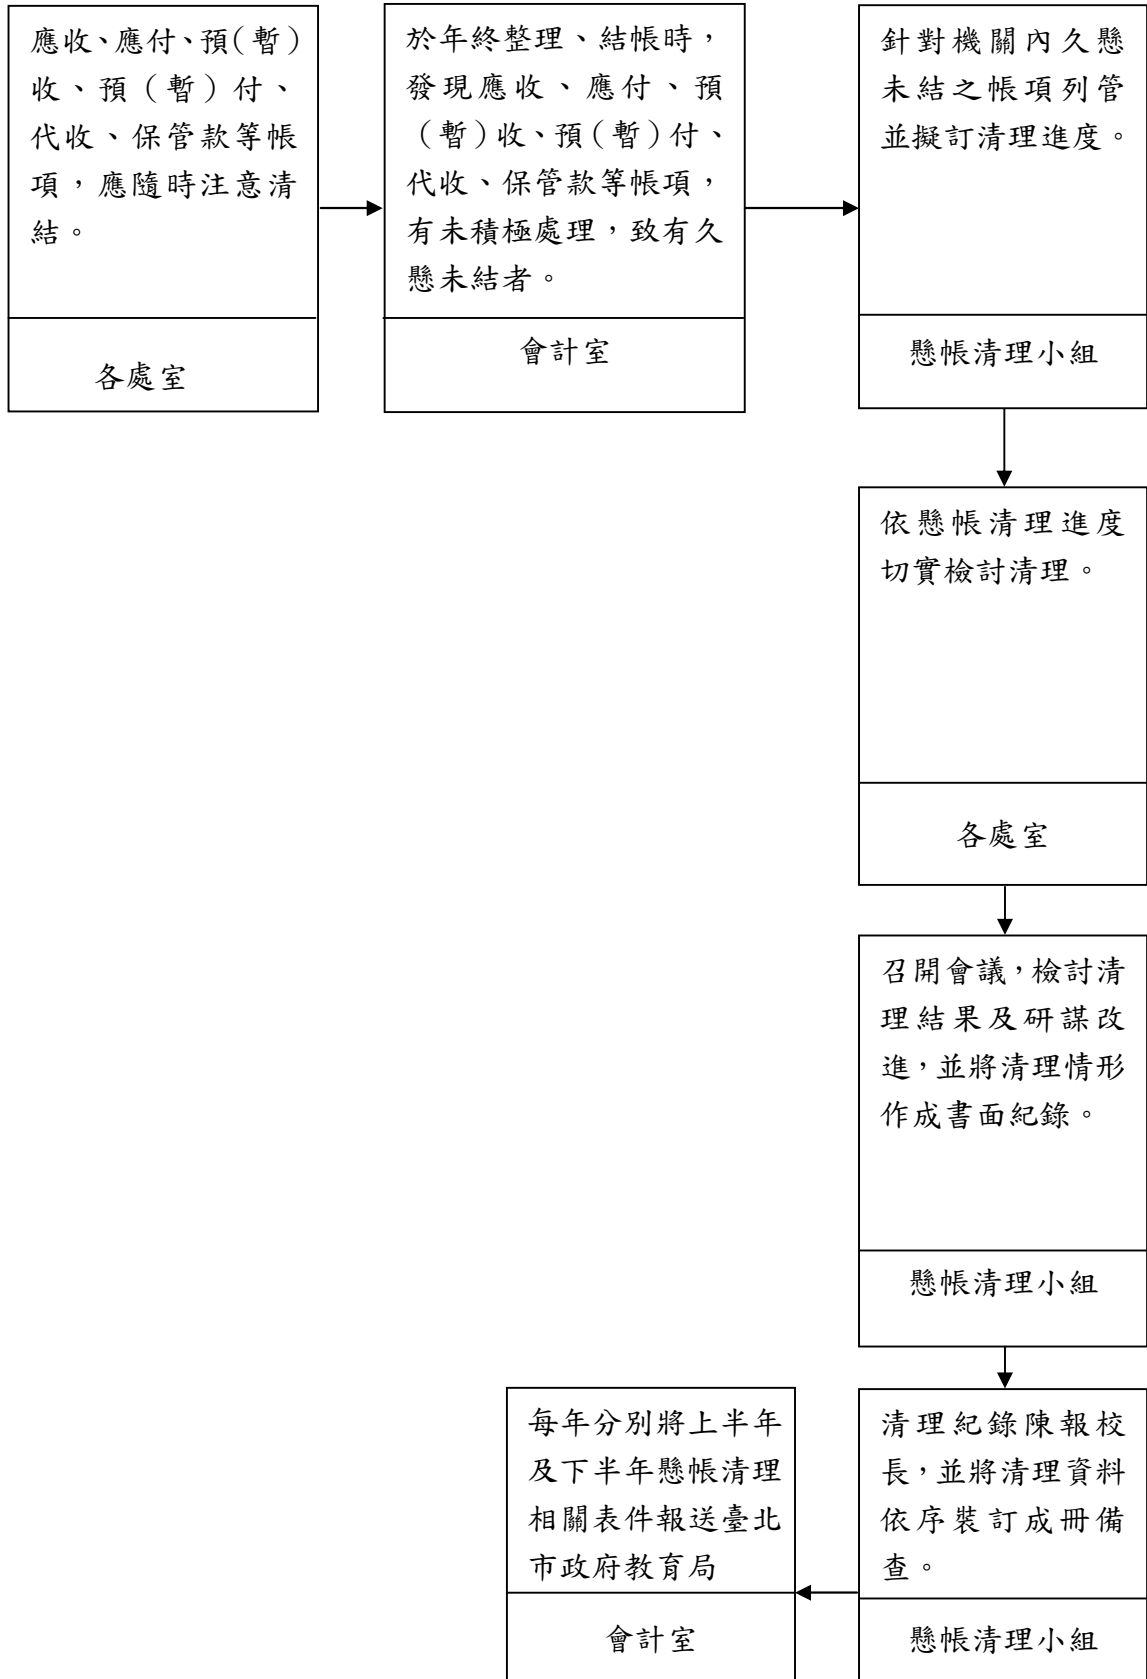 應收、應付、預(暫)
收、預(暫)付、
代收、保管款等帳
項,應隨時注意清
結。
各處室
於年終整理、結帳時,
發現應收、應付、預
(暫)收、預(暫)付、
代收、保管款等帳項,
有未積極處理,致有久
懸未結者。
會計室
針對機關內久懸
未結之帳項列管
並擬訂清理進度。
懸帳清理小組
依懸帳清理進度
切實檢討清理。
各處室
召開會議,檢討清
理結果及研謀改
進,並將清理情形
作成書面紀錄。
懸帳清理小組
清理紀錄陳報校
長,並將清理資料
依序裝訂成冊備
查。
懸帳清理小組
每年分別將上半年
及下半年懸帳清理
相關表件報送臺北
市政府教育局
會計室